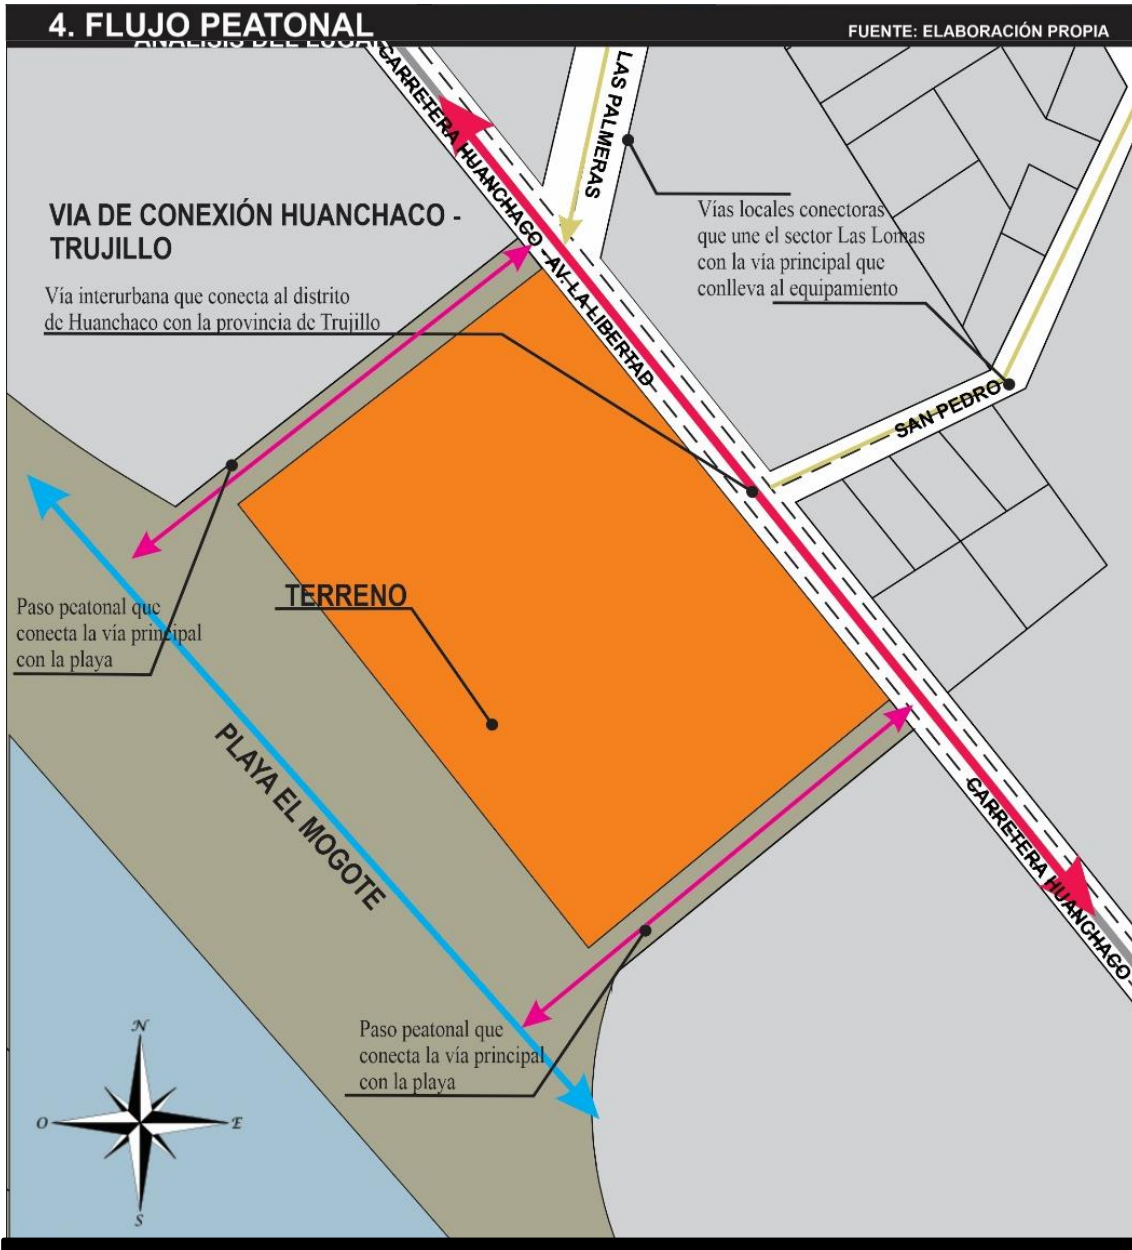 4. FLUJO PEATONAL
FUENTE: ELABORACIÓN PROPIA
ANÁLISIS DEL LUGAR
CARRETERA HUANCHACO - AV. LA LIBERTAD
LAS PALMERAS
VIA DE CONEXIÓN HUANCHACO -
TRUJILLO
Vía interurbana que conecta al distrito
de Huanchaco con la provincia de Trujillo
Vías locales conectoras
que une el sector Las Lomas
con la vía principal que
conlleva al equipamiento
SAN PEDRO
TERRENO
Paso peatonal que
conecta la vía principal
con la playa
PLAYA EL MOGOTE
CARRETERA HUANCHACO -
Paso peatonal que
conecta la vía principal
con la playa
N
O
E
S